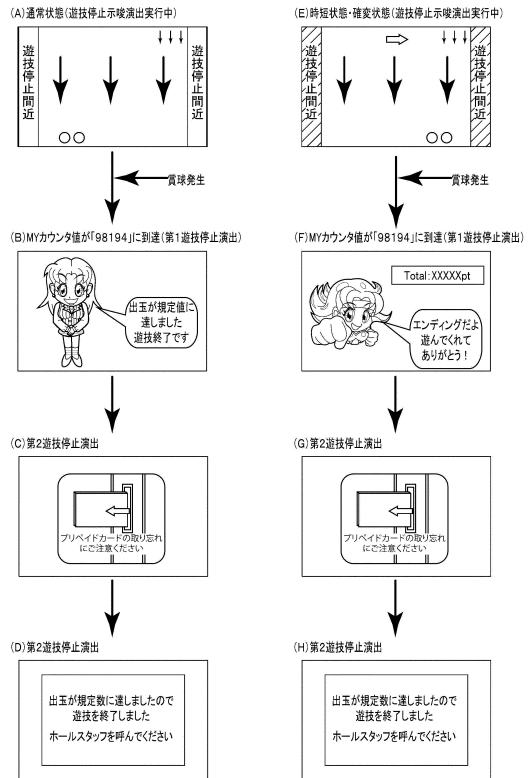 (A)通常状態(遊技停止示唆演出実行中)
遊技停止間近
遊技停止間近
賞球発生
(B)MYカウンタ値が「98194」に到達(第1遊技停止演出)
出玉が規定値に
達しました
遊技終了です
(C)第2遊技停止演出
プリペイドカードの取り忘れ
にご注意ください
(D)第2遊技停止演出
出玉が規定数に達しましたので
遊技を終了しました
ホールスタッフを呼んでください
(E)時短状態・確変状態(遊技停止示唆演出実行中)
遊技停止間近
遊技停止間近
賞球発生
(F)MYカウンタ値が「98194」に到達(第1遊技停止演出)
Total:XXXXXpt
エンディングだよ
遊んでくれて
ありがとう!
(G)第2遊技停止演出
プリペイドカードの取り忘れ
にご注意ください
(H)第2遊技停止演出
出玉が規定数に達しましたので
遊技を終了しました
ホールスタッフを呼んでください